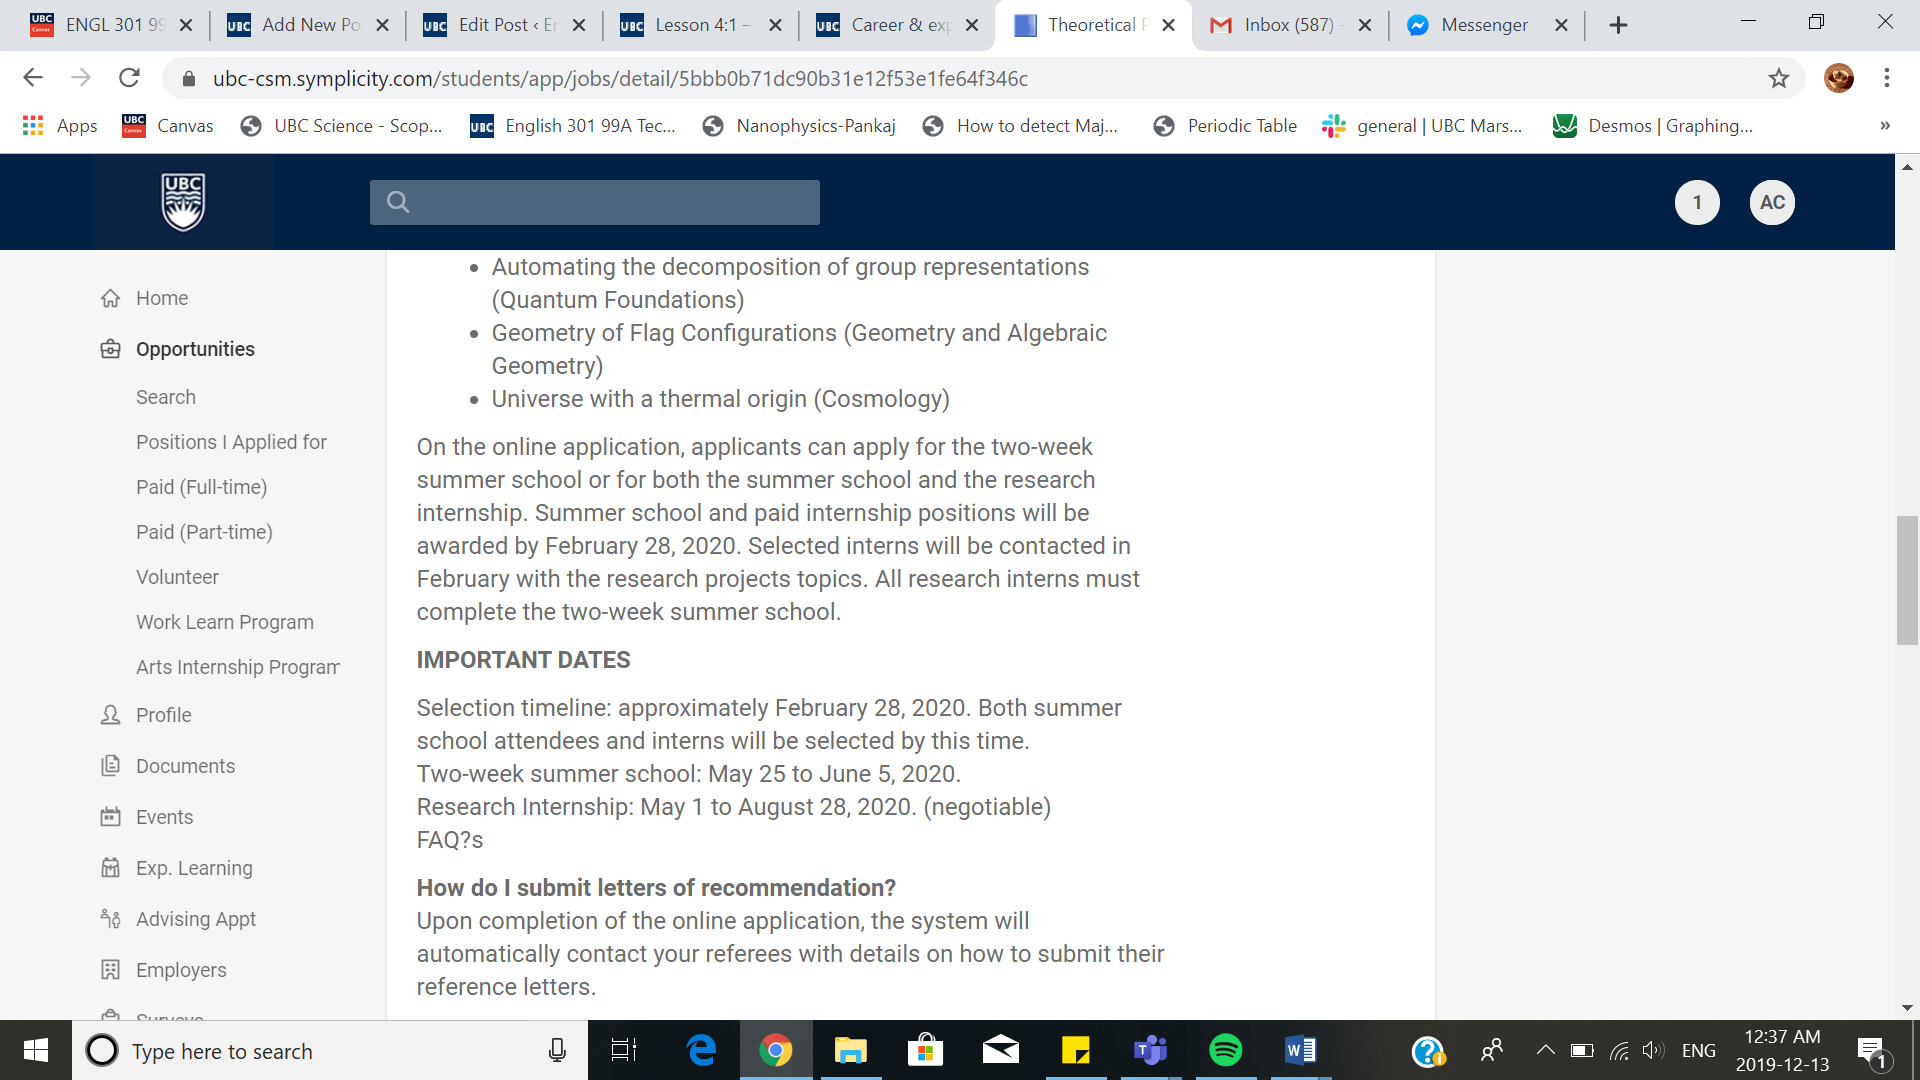 ENGL 301 99
Add New Po
Edit Post ‹ En
Lesson 4:1 –
Career & exp
Theoretical P
Inbox (587) -
Messenger
ubc-csm.symplicity.com/students/app/jobs/detail/5bbb0b71dc90b31e12f53e1fe64f346c
Apps
Canvas
UBC Science - Scop...
English 301 99A Tec...
Nanophysics-Pankaj
How to detect Maj...
Periodic Table
general | UBC Mars...
Desmos | Graphing...
»
UBC
1
AC
Home
Opportunities
Search
Positions I Applied for
Paid (Full-time)
Paid (Part-time)
Volunteer
Work Learn Program
Arts Internship Program
Profile
Documents
Events
Exp. Learning
Advising Appt
Employers
Surveys
• Automating the decomposition of group representations
(Quantum Foundations)
• Geometry of Flag Configurations (Geometry and Algebraic
Geometry)
• Universe with a thermal origin (Cosmology)
On the online application, applicants can apply for the two-week
summer school or for both the summer school and the research
internship. Summer school and paid internship positions will be
awarded by February 28, 2020. Selected interns will be contacted in
February with the research projects topics. All research interns must
complete the two-week summer school.
IMPORTANT DATES
Selection timeline: approximately February 28, 2020. Both summer
school attendees and interns will be selected by this time.
Two-week summer school: May 25 to June 5, 2020.
Research Internship: May 1 to August 28, 2020. (negotiable)
FAQ?s
How do I submit letters of recommendation?
Upon completion of the online application, the system will
automatically contact your referees with details on how to submit their
reference letters.
Type here to search
ENG
12:37 AM
2019-12-13
1